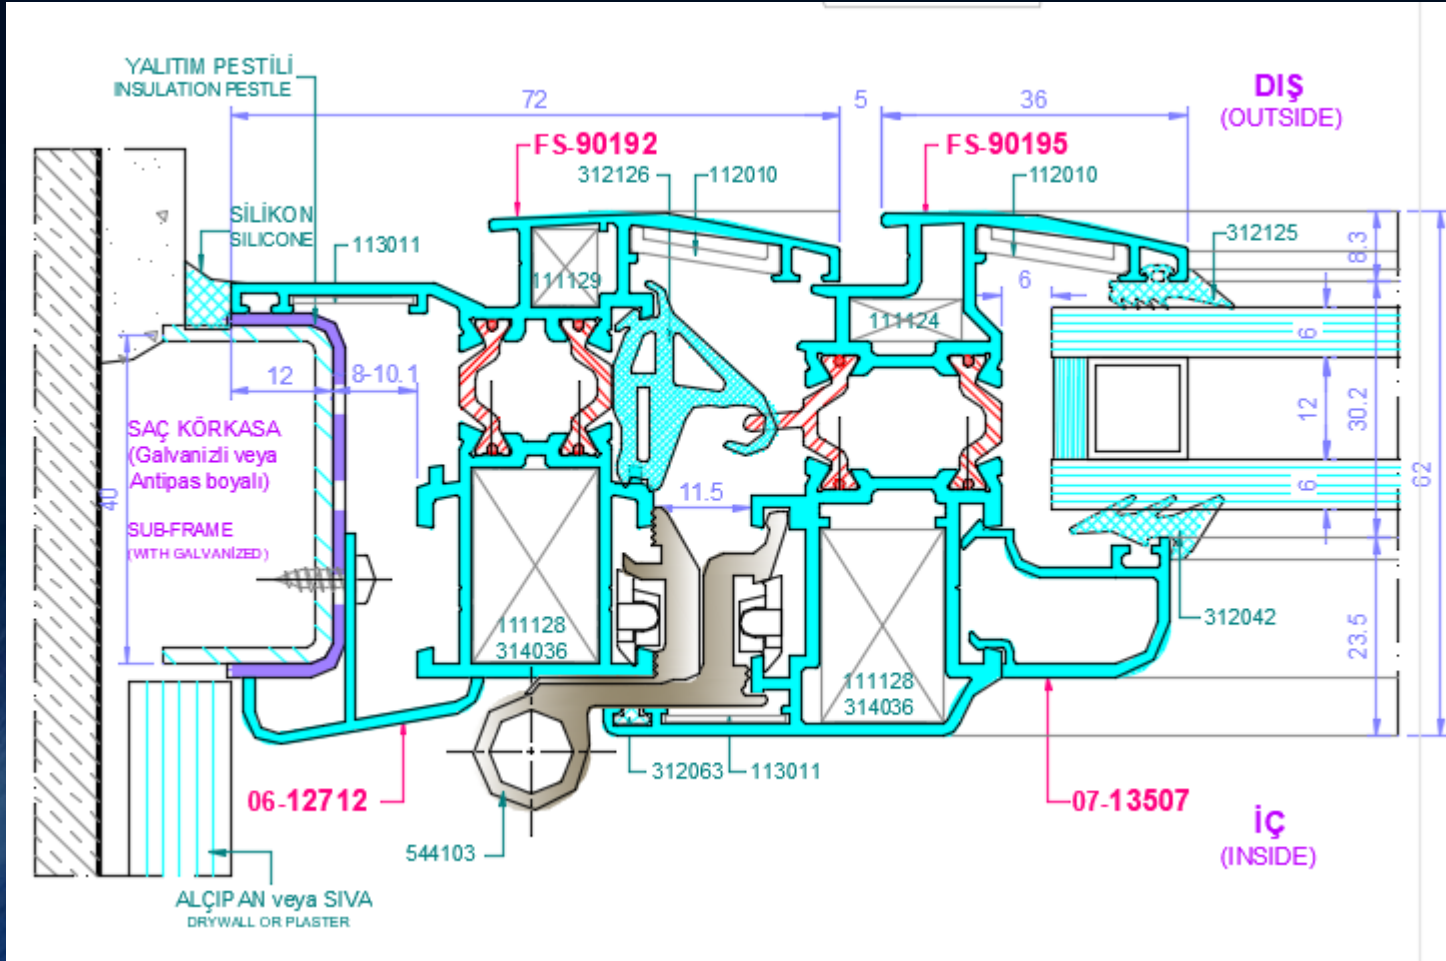 YALITIM PESTİLİ
INSULATION PESTLE
72
5
36
DIŞ
(OUTSIDE)
FS-90192
FS-90195
312126
112010
112010
SİLİKON
SILICONE
113011
312125
8.3
111129
6
111124
6
12
8-10.1
12
30.2
62
SAÇ KÖRKASA
(Galvanizli veya
Antipas boyalı)
40
11.5
6
SUB-FRAME
(WITH GALVANİZED)
111128
314036
312042
23.5
111128
314036
312063
113011
06-12712
07-13507
544103
İÇ
(INSIDE)
ALÇIPAN veya SIVA
DRYWALL OR PLASTER